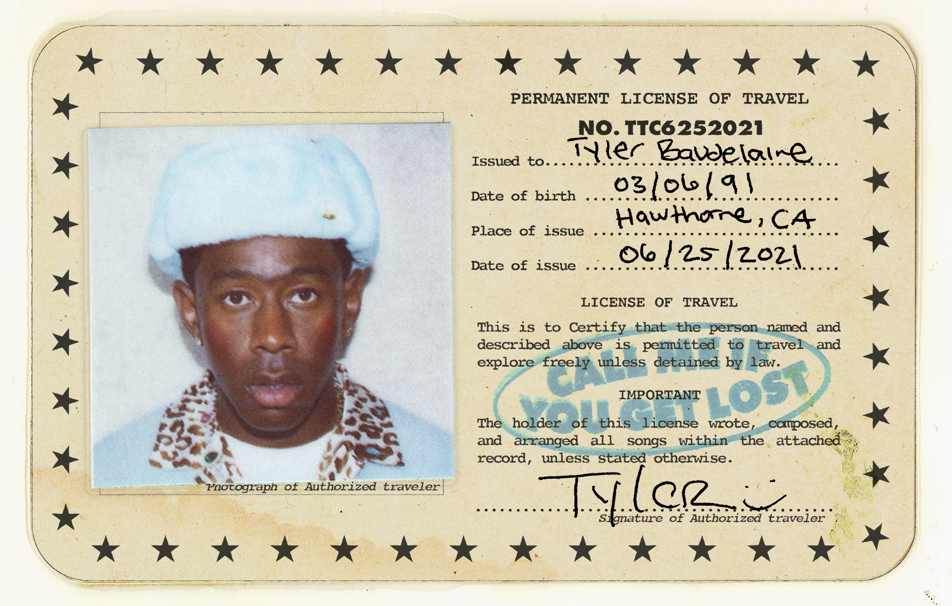 PERMANENT LICENSE OF TRAVEL
NO. TTC6252021
Issued to Tyler Baudelaire
Date of birth 03/06/91
Place of issue Hawthorne, CA
Date of issue 06/25/2021
LICENSE OF TRAVEL
This is to Certify that the person named and
described above is permitted to travel and
explore freely unless detained by law.
CALL ME IF
YOU GET LOST
IMPORTANT
The holder of this license wrote, composed,
and arranged all songs within the attached
record, unless stated otherwise.
TYLER
Signature of Authorized traveler
Photograph of Authorized traveler